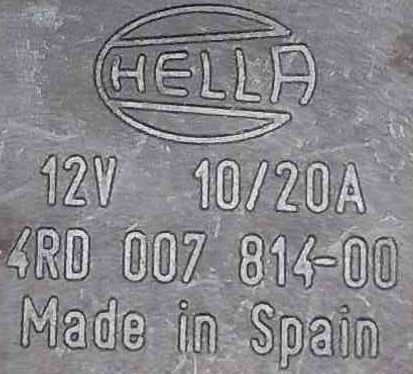 HELLA
12V 10/20A
4RD 007 814-00
Made in Spain